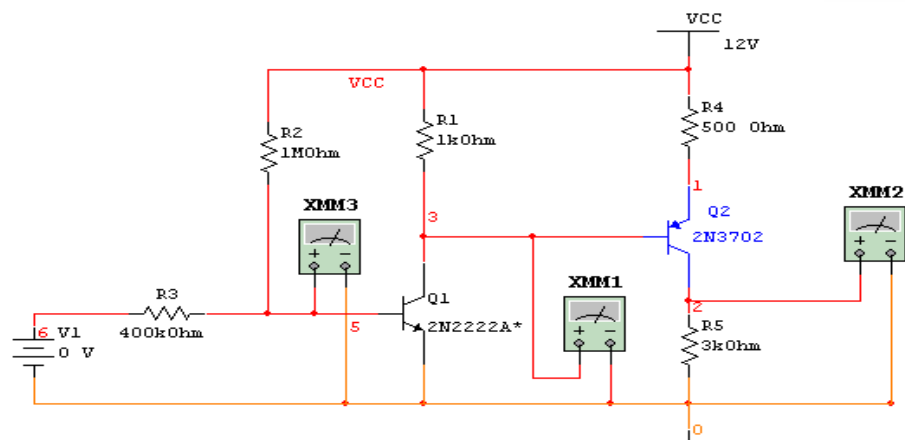 VCC
12V
VCC
R2
1MOhm
R1
1kOhm
R4
500 Ohm
XMM3
+ -
3
1
Q2
2N3702
XMM2
+ -
R3
400kOhm
5
Q1
2N2222A*
XMM1
+ -
2
R5
3kOhm
6
V1
0 V
0